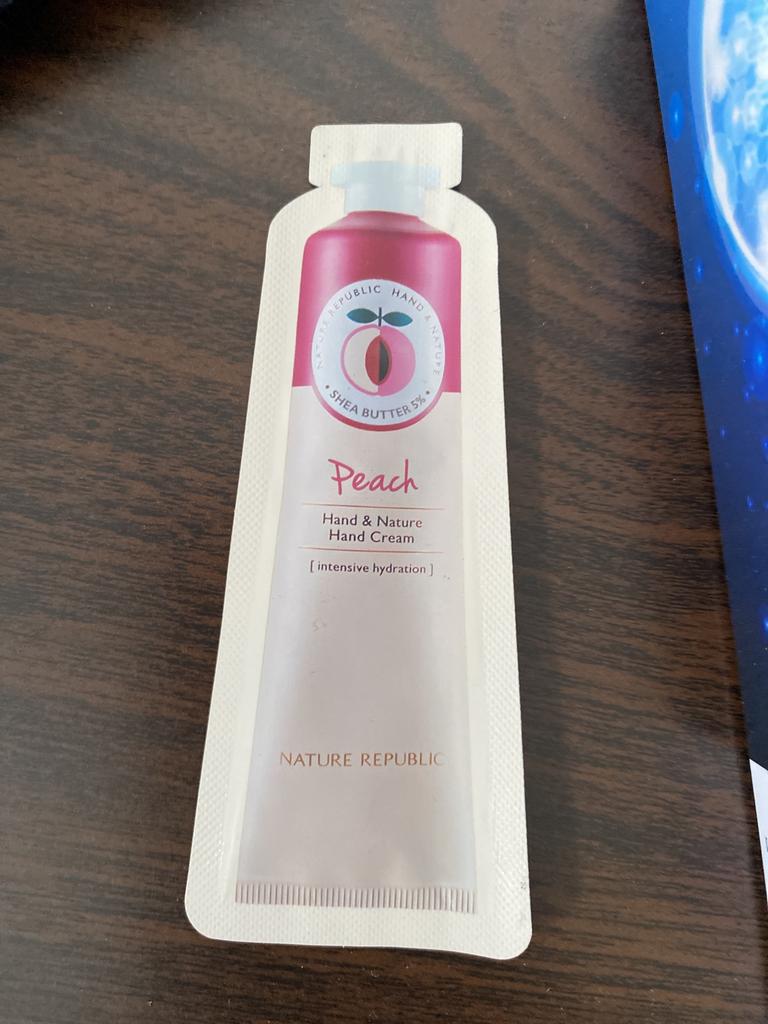 NATURE REPUBLIC HAND & NATURE
• SHEA BUTTER 5% •
Peach
Hand & Nature
Hand Cream
[ intensive hydration ]
NATURE REPUBLIC